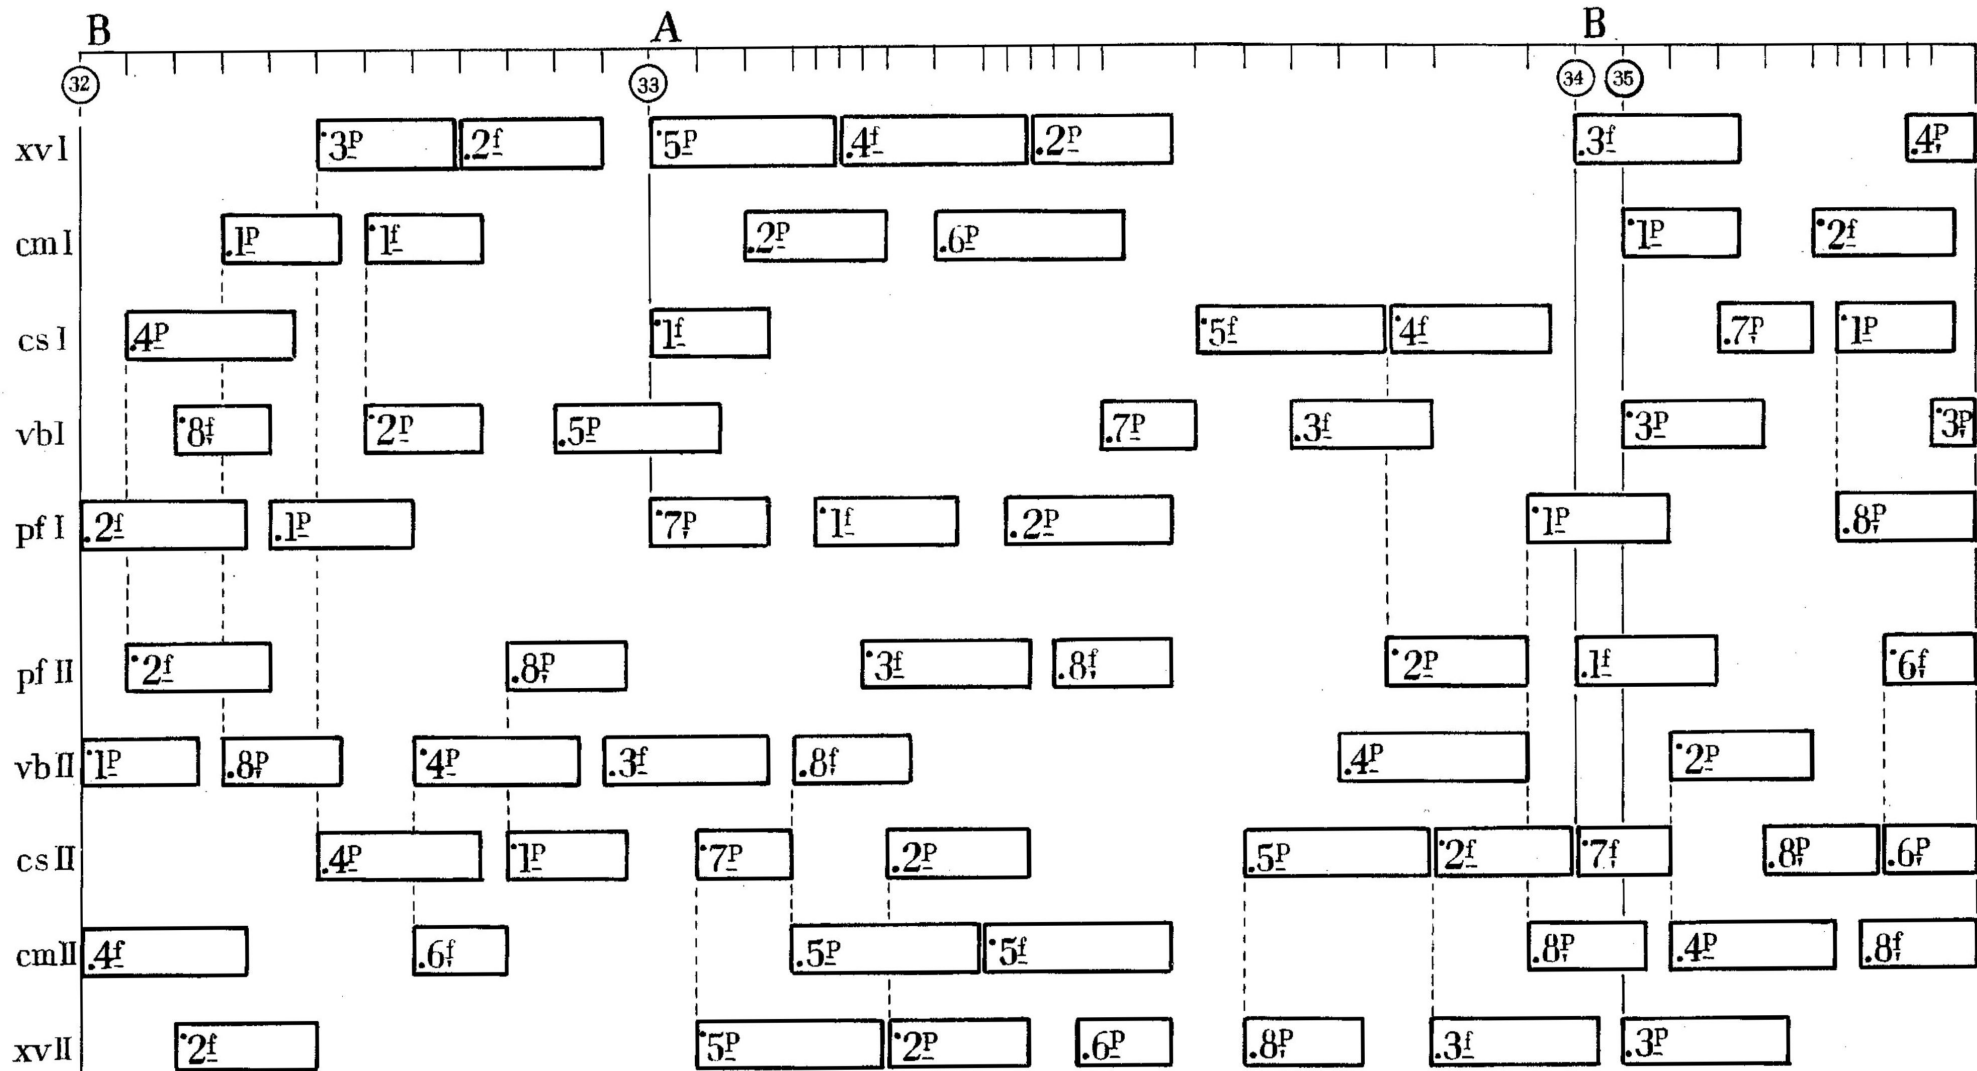 B A B
32 33 34 35
xv I ·3p .2f ·5p .4f .2p .3f .4p
cm I .1p ·1f .2p .6p ·1p ·2f
cs I .4p ·1f ·5f ·4f .7p ·1p
vb I ·8f ·2p .5p .7p .3f ·3p ·3p
pf I .2f .1p ·7p ·1f .2p ·1p .8p
pf II ·2f .8p ·3f .8f ·2p .1f ·6f
vb II ·1p .8p ·4p .3f .8f .4p ·2p
cs II .4p ·1p ·7p .2p .5p ·2f ·7f .8p .6p
cm II .4f .6f .5p ·5f .8p .4p .8f
xv II ·2f ·5p ·2p .6p .8p .3f .3p